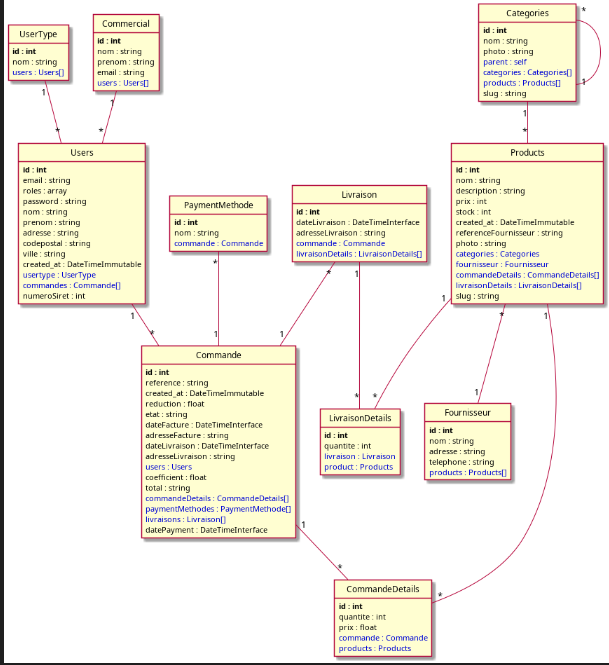 UserType
id : int
nom : string
users : Users[]
Commercial
id : int
nom : string
prenom : string
email : string
users : Users[]
Categories
id : int
nom : string
photo : string
parent : self
categories : Categories[]
products : Products[]
slug : string
*
1
1
*
1
*
1
*
Users
id : int
email : string
roles : array
password : string
nom : string
prenom : string
adresse : string
codepostal : string
ville : string
created_at : DateTimeImmutable
usertype : UserType
commandes : Commande[]
numeroSiret : int
PaymentMethode
id : int
nom : string
commande : Commande
Livraison
id : int
dateLivraison : DateTimeInterface
adresseLivraison : string
commande : Commande
livraisonDetails : LivraisonDetails[]
Products
id : int
nom : string
description : string
prix : int
stock : int
created_at : DateTimeImmutable
referenceFournisseur : string
photo : string
categories : Categories
fournisseur : Fournisseur
commandeDetails : CommandeDetails[]
livraisonDetails : LivraisonDetails[]
slug : string
1
*
*
1
*
1
1
*
1
*
*
1
1
*
Commande
id : int
reference : string
created_at : DateTimeImmutable
reduction : float
etat : string
dateFacture : DateTimeInterface
adresseFacture : string
dateLivraison : DateTimeInterface
adresseLivraison : string
users : Users
coefficient : float
total : string
commandeDetails : CommandeDetails[]
paymentMethodes : PaymentMethode[]
livraisons : Livraison[]
datePayment : DateTimeInterface
LivraisonDetails
id : int
quantite : int
livraison : Livraison
product : Products
Fournisseur
id : int
nom : string
adresse : string
telephone : string
products : Products[]
1
*
CommandeDetails
id : int
quantite : int
prix : float
commande : Commande
products : Products